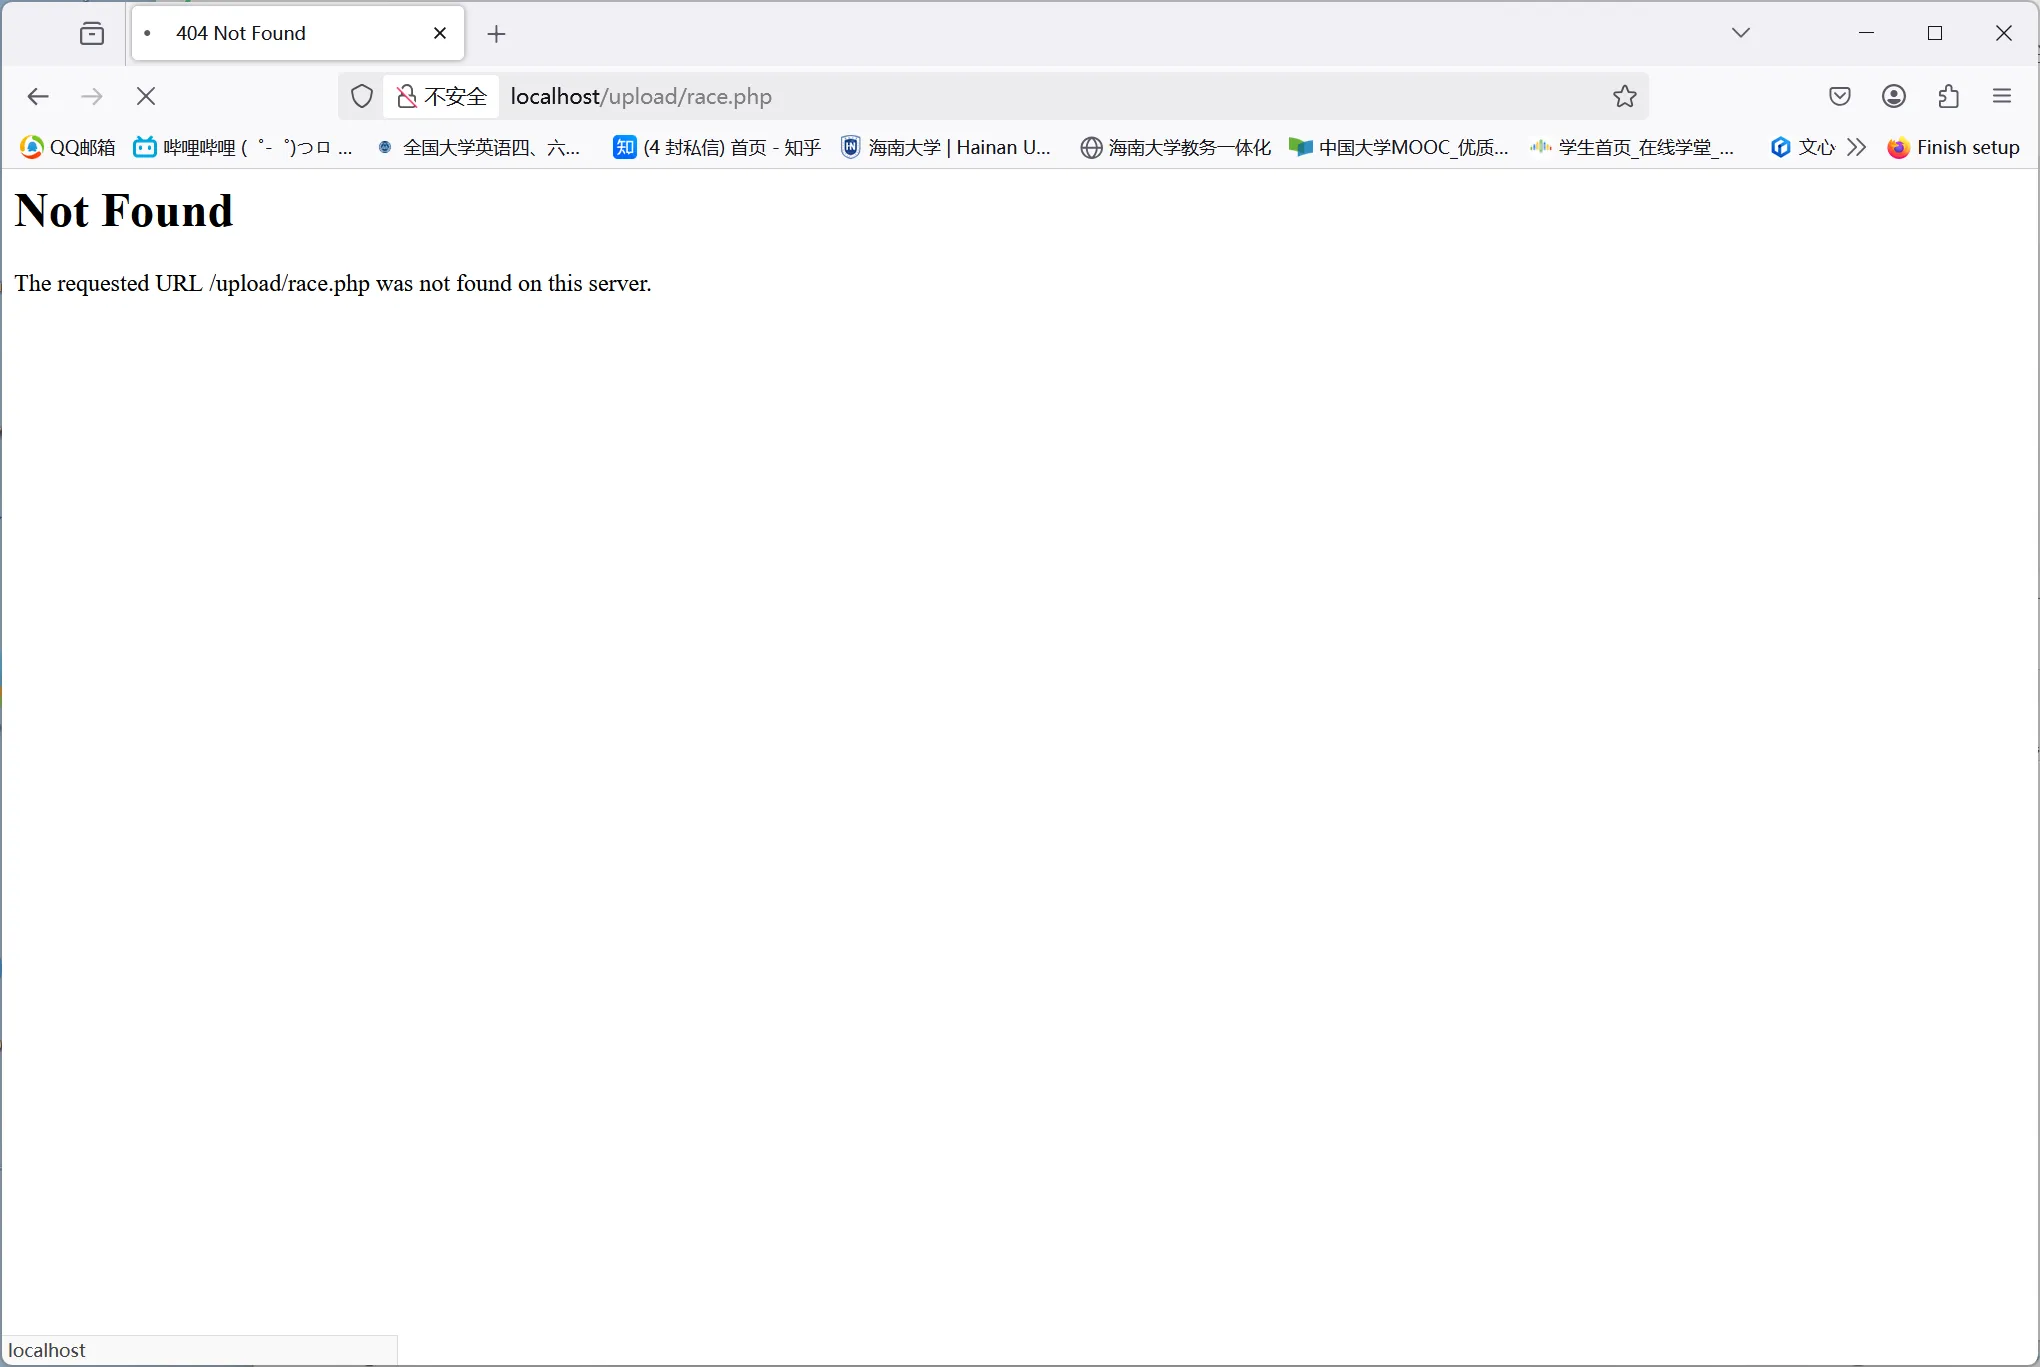 404 Not Found
不安全 localhost/upload/race.php
QQ邮箱 哔哩哔哩 (゜-゜)つロ ... 全国大学英语四、六... 知 (4 封私信) 首页 - 知乎 海南大学 | Hainan U... 海南大学教务一体化 中国大学MOOC_优质... 学生首页_在线学堂_... 文心 Finish setup
Not Found
The requested URL /upload/race.php was not found on this server.
localhost